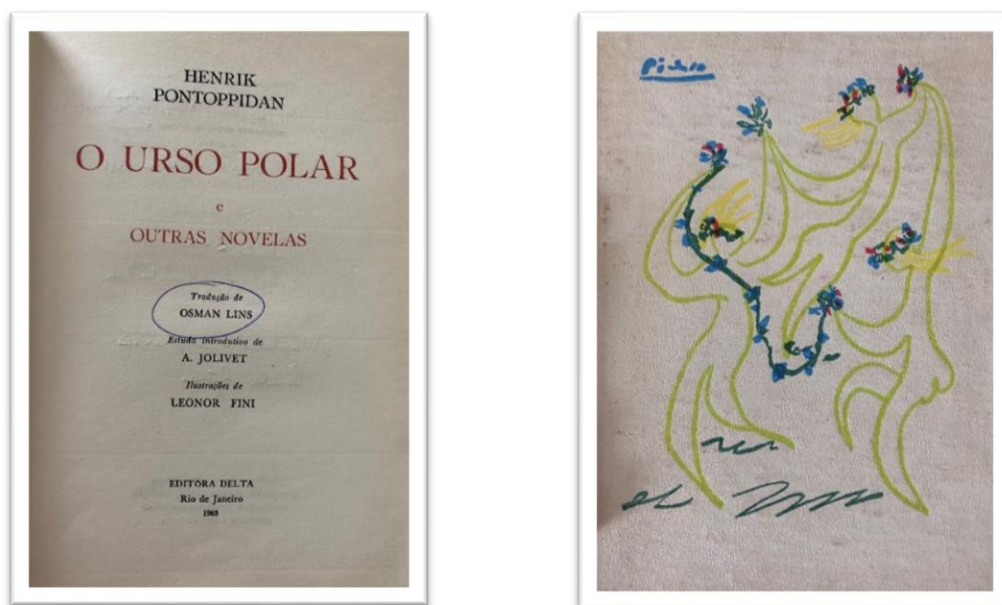 HENRIK
PONTOPPIDAN
O URSO POLAR
e
OUTRAS NOVELAS
Tradução de
OSMAN LINS
Estudo introdutivo de
A. JOLIVET
Ilustrações de
LEONOR FINI
EDITORA DELTA
Rio de Janeiro
1963
Picasso